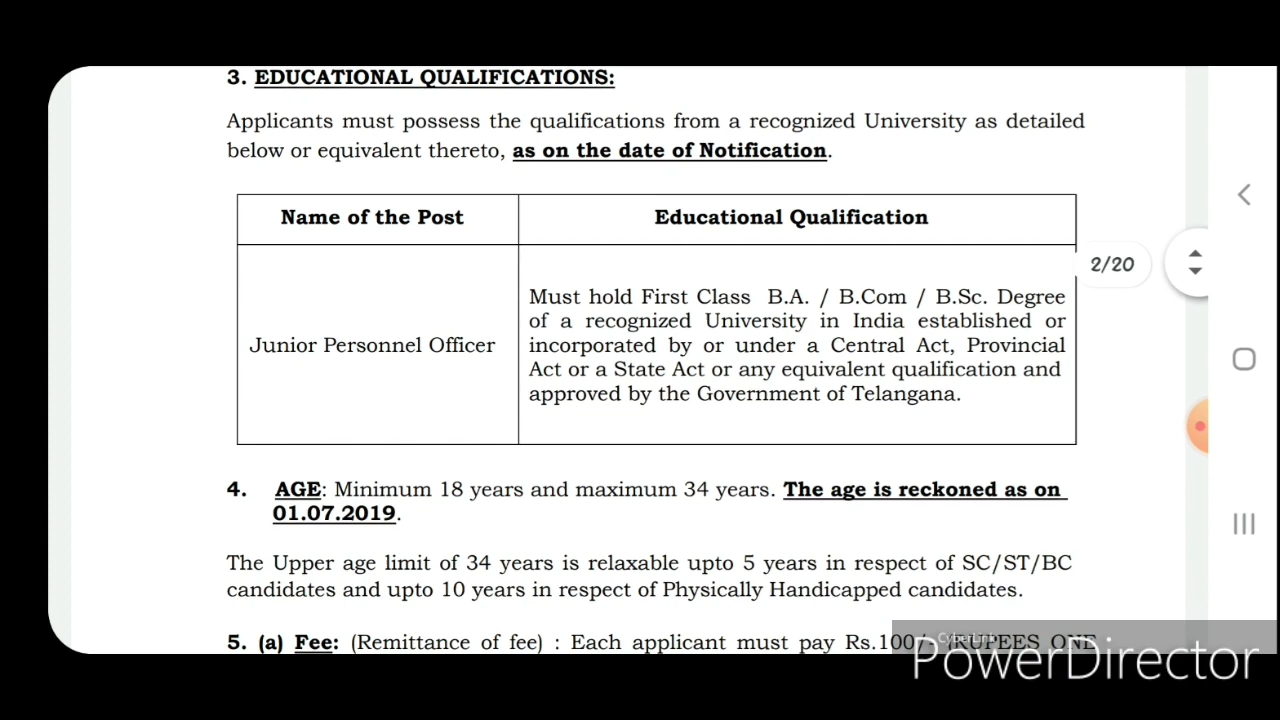 3. EDUCATIONAL QUALIFICATIONS:
Applicants must possess the qualifications from a recognized University as detailed
below or equivalent thereto, as on the date of Notification.
Name of the Post
Educational Qualification
Junior Personnel Officer
Must hold First Class B.A. / B.Com / B.Sc. Degree
of a recognized University in India established or
incorporated by or under a Central Act, Provincial
Act or a State Act or any equivalent qualification and
approved by the Government of Telangana.
2/20
4. AGE: Minimum 18 years and maximum 34 years. The age is reckoned as on
01.07.2019.
The Upper age limit of 34 years is relaxable upto 5 years in respect of SC/ST/BC
candidates and upto 10 years in respect of Physically Handicapped candidates.
5. (a) Fee: (Remittance of fee) : Each applicant must pay Rs.100/- (RUPEES ONE
CyberLink
PowerDirector